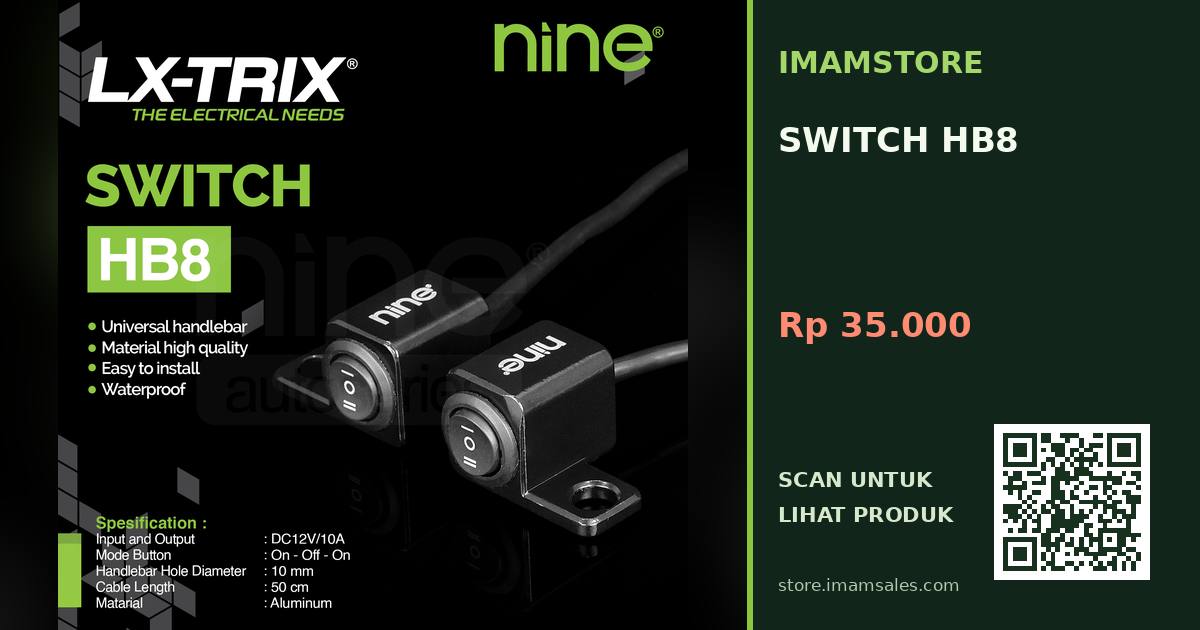 LX-TRIX®
THE ELECTRICAL NEEDS
nine®
SWITCH
HB8
Universal handlebar
Material high quality
Easy to install
Waterproof
nine
nine
Spesification :
Input and Output : DC12V/10A
Mode Button : On - Off - On
Handlebar Hole Diameter : 10 mm
Cable Length : 50 cm
Matarial : Aluminum
IMAMSTORE
SWITCH HB8
Rp 35.000
SCAN UNTUK
LIHAT PRODUK
store.imamsales.com